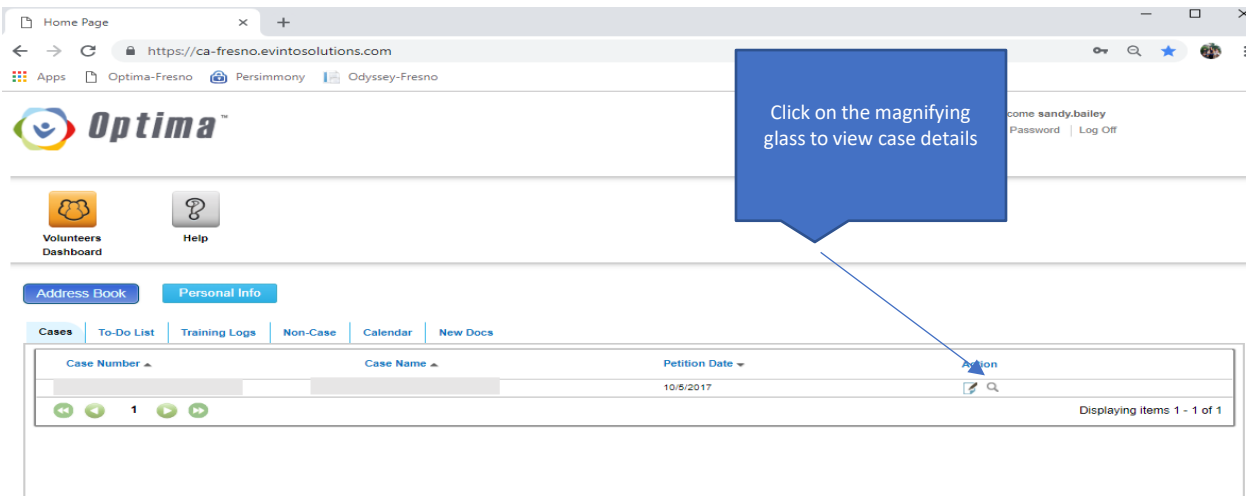 Home Page
https://ca-fresno.evintosolutions.com
Apps Optima-Fresno Persimmony Odyssey-Fresno
Click on the magnifying
glass to view case details
Optima™
come sandy.bailey
Password | Log Off
Volunteers
Dashboard
Help
Address Book Personal Info
Cases To-Do List Training Logs Non-Case Calendar New Docs
Case Number Case Name Petition Date Action
10/5/2017
1
Displaying items 1 - 1 of 1